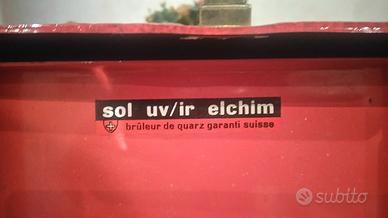 sol uv/ir elchim
brûleur de quarz garanti suisse
subito